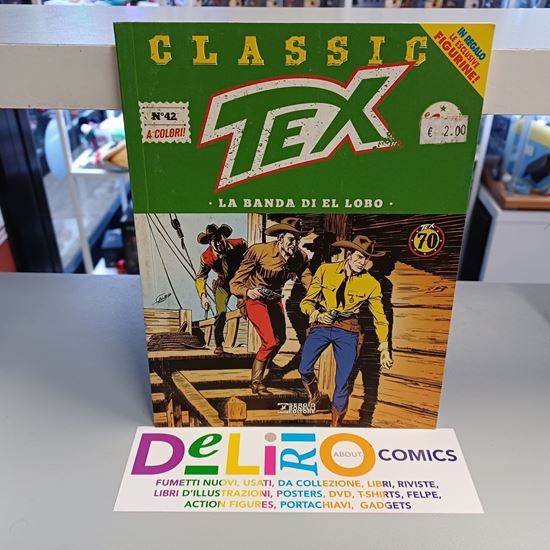 CLASSIC
IN REGALO
LE ESCLUSIVE
FIGURINE!
N°42
A COLORI!
TEX
€ 2.00
· LA BANDA DI EL LOBO ·
TEX
70
SERGIO
BONELLI
EDITORE
DeLiRiO ABOUT COMICS
FUMETTI NUOVI, USATI, DA COLLEZIONE, LIBRI, RIVISTE,
LIBRI D'ILLUSTRAZIONI, POSTERS, DVD, T-SHIRTS, FELPE,
ACTION FIGURES, PORTACHIAVI, GADGETS